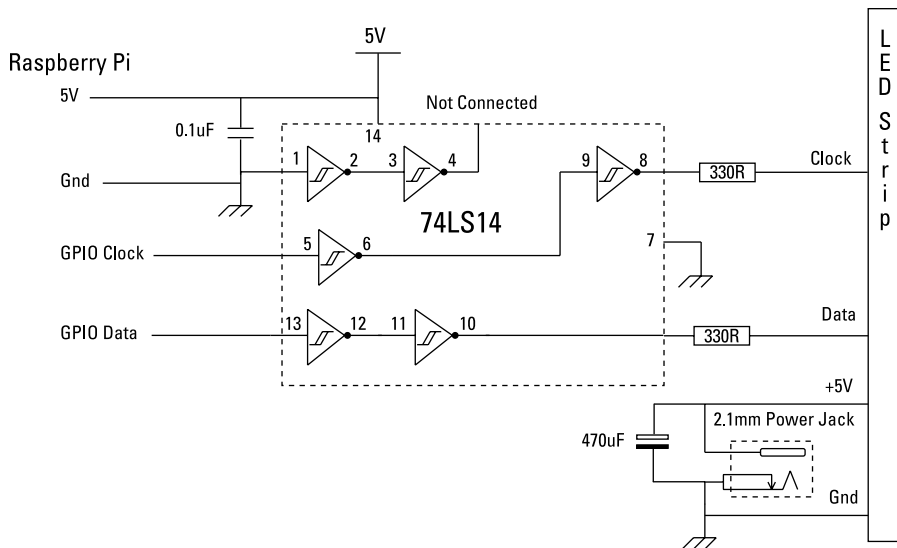 5V
Raspberry Pi
5V
Not Connected
0.1uF
14
1
2
3
4
9
8
330R
Clock
Gnd
74LS14
7
GPIO Clock
5
6
GPIO Data
13
12
11
10
330R
Data
+5V
2.1mm Power Jack
470uF
Gnd
LED Strip